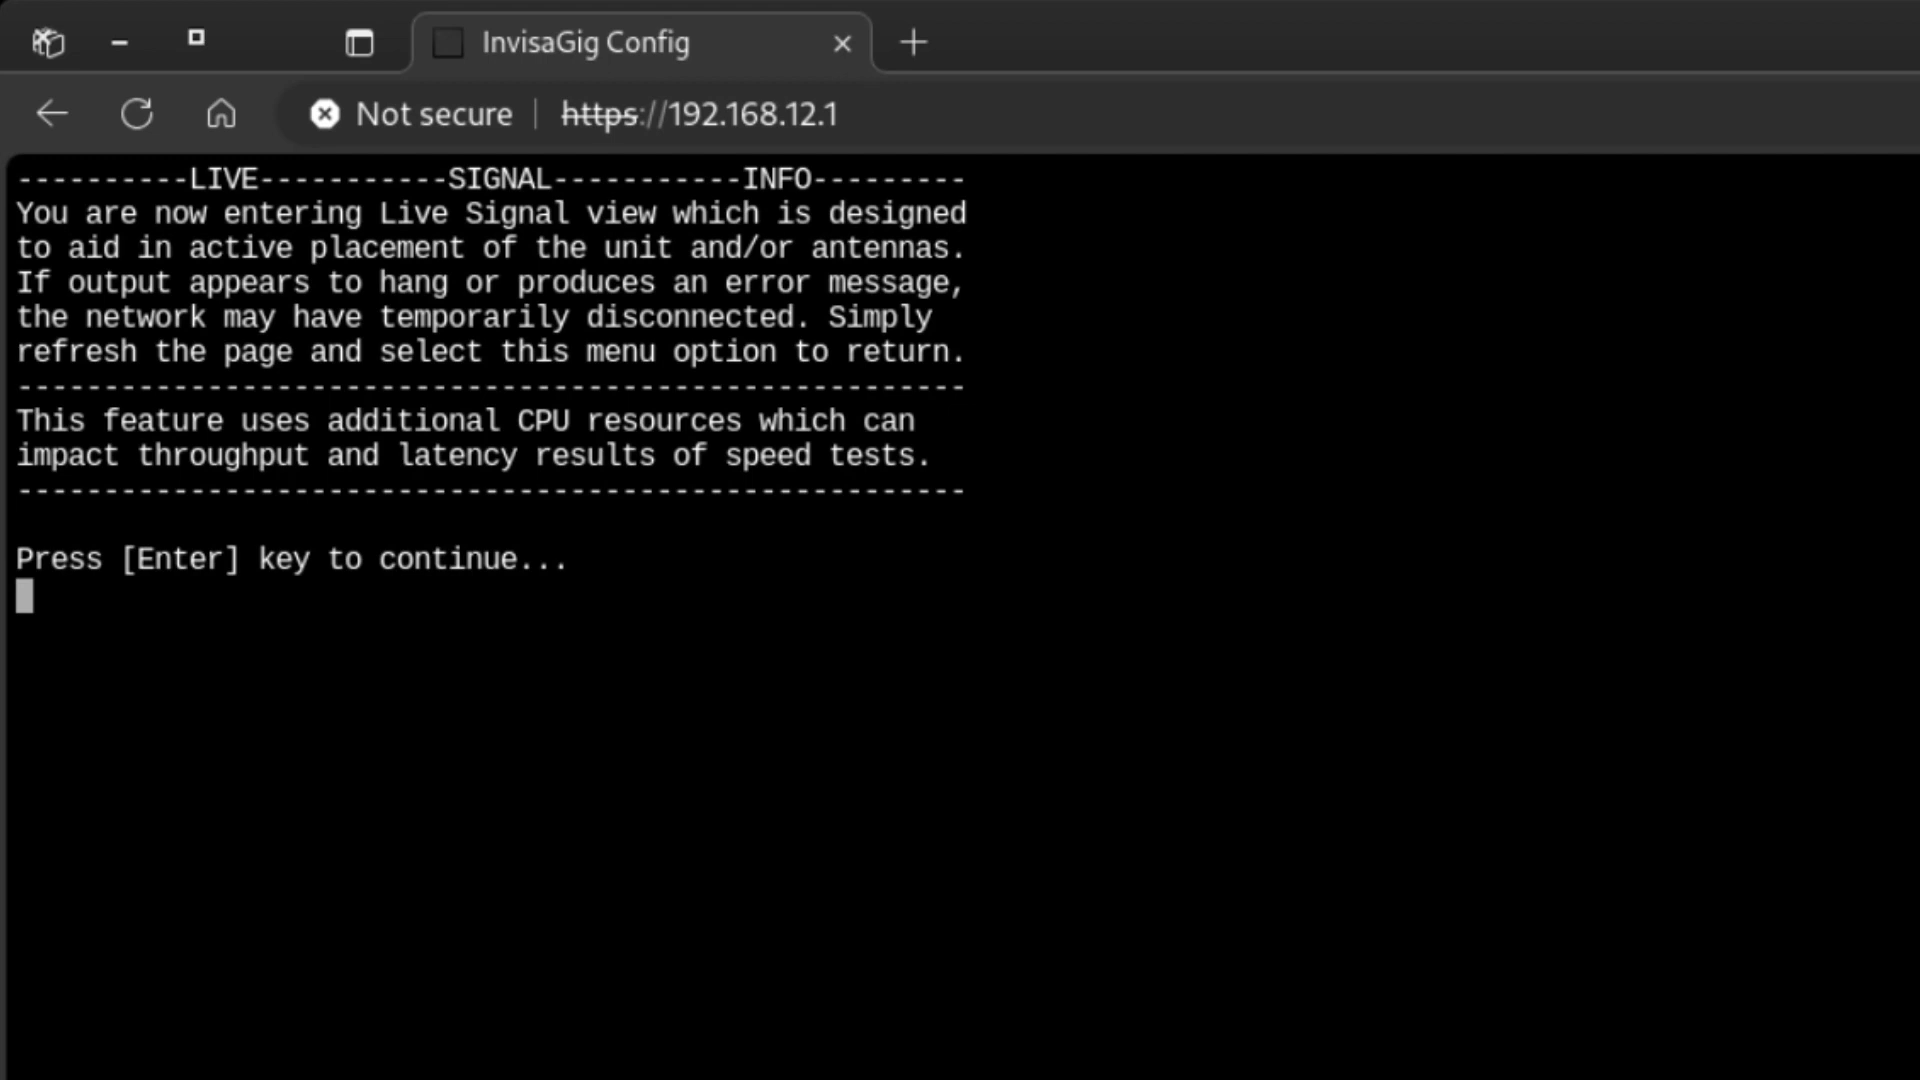 InvisaGig Config
Not secure https://192.168.12.1
----------LIVE-----------SIGNAL-----------INFO---------
You are now entering Live Signal view which is designed
to aid in active placement of the unit and/or antennas.
If output appears to hang or produces an error message,
the network may have temporarily disconnected. Simply
refresh the page and select this menu option to return.
-------------------------------------------------------
This feature uses additional CPU resources which can
impact throughput and latency results of speed tests.
-------------------------------------------------------
Press [Enter] key to continue...